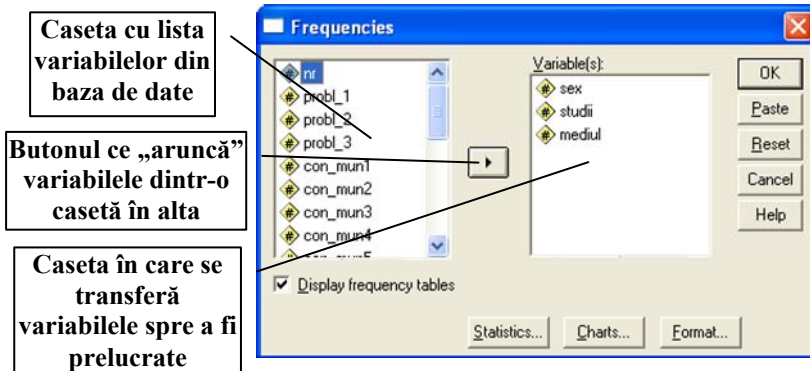 Caseta cu lista
variabilelor din
baza de date
Butonul ce „aruncă”
variabilele dintr-o
casetă în alta
Caseta în care se
transferă
variabilele spre a fi
prelucrate
Frequencies
nr
probl_1
probl_2
probl_3
con_mun1
con_mun2
con_mun3
con_mun4
con_mun5
Variable(s):
sex
studii
mediul
OK
Paste
Reset
Cancel
Help
Display frequency tables
Statistics...
Charts...
Format...